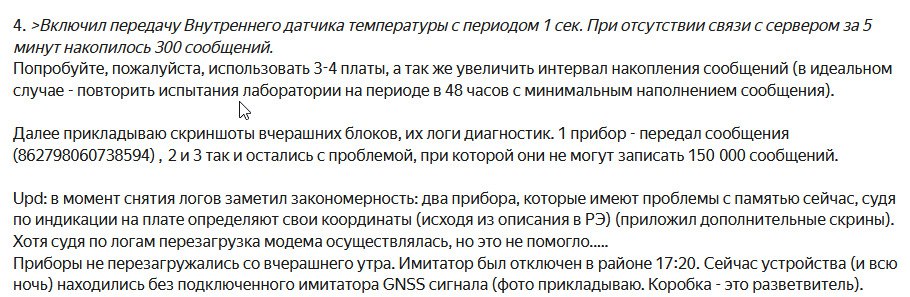 4. >Включил передачу Внутреннего датчика температуры с периодом 1 сек. При отсутствии связи с сервером за 5
минут накопилось 300 сообщений.
Попробуйте, пожалуйста, использовать 3-4 платы, а так же увеличить интервал накопления сообщений (в идеальном
случае - повторить испытания лаборатории на периоде в 48 часов с минимальным наполнением сообщения).
Далее прикладываю скриншоты вчерашних блоков, их логи диагностик. 1 прибор - передал сообщения
(862798060738594) , 2 и 3 так и остались с проблемой, при которой они не могут записать 150 000 сообщений.
Upd: в момент снятия логов заметил закономерность: два прибора, которые имеют проблемы с памятью сейчас, судя
по индикации на плате определяют свои координаты (исходя из описания в РЭ) (приложил дополнительные скрины).
Хотя судя по логам перезагрузка модема осуществлялась, но это не помогло.....
Приборы не перезагружались со вчерашнего утра. Имитатор был отключен в районе 17:20. Сейчас устройства (и всю
ночь) находились без подключенного имитатора GNSS сигнала (фото прикладываю. Коробка - это разветвитель).